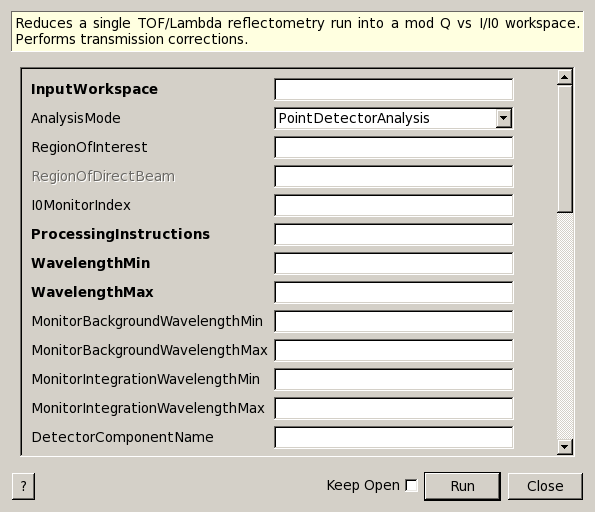 Reduces a single TOF/Lambda reflectometry run into a mod Q vs I/I0 workspace.
Performs transmission corrections.
InputWorkspace
AnalysisMode PointDetectorAnalysis
RegionOfInterest
RegionOfDirectBeam
I0MonitorIndex
ProcessingInstructions
WavelengthMin
WavelengthMax
MonitorBackgroundWavelengthMin
MonitorBackgroundWavelengthMax
MonitorIntegrationWavelengthMin
MonitorIntegrationWavelengthMax
DetectorComponentName
? Keep Open Run Close